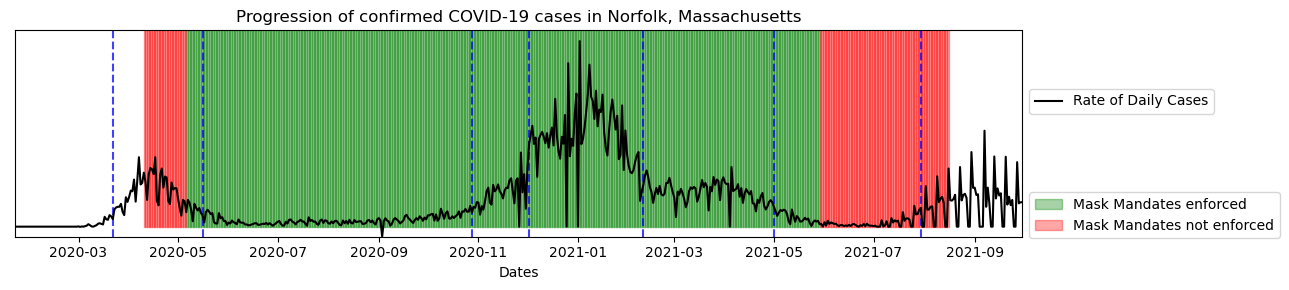 Progression of confirmed COVID-19 cases in Norfolk, Massachusetts
Rate of Daily Cases
Mask Mandates enforced
Mask Mandates not enforced
2020-03 2020-05 2020-07 2020-09 2020-11 2021-01 2021-03 2021-05 2021-07 2021-09
Dates